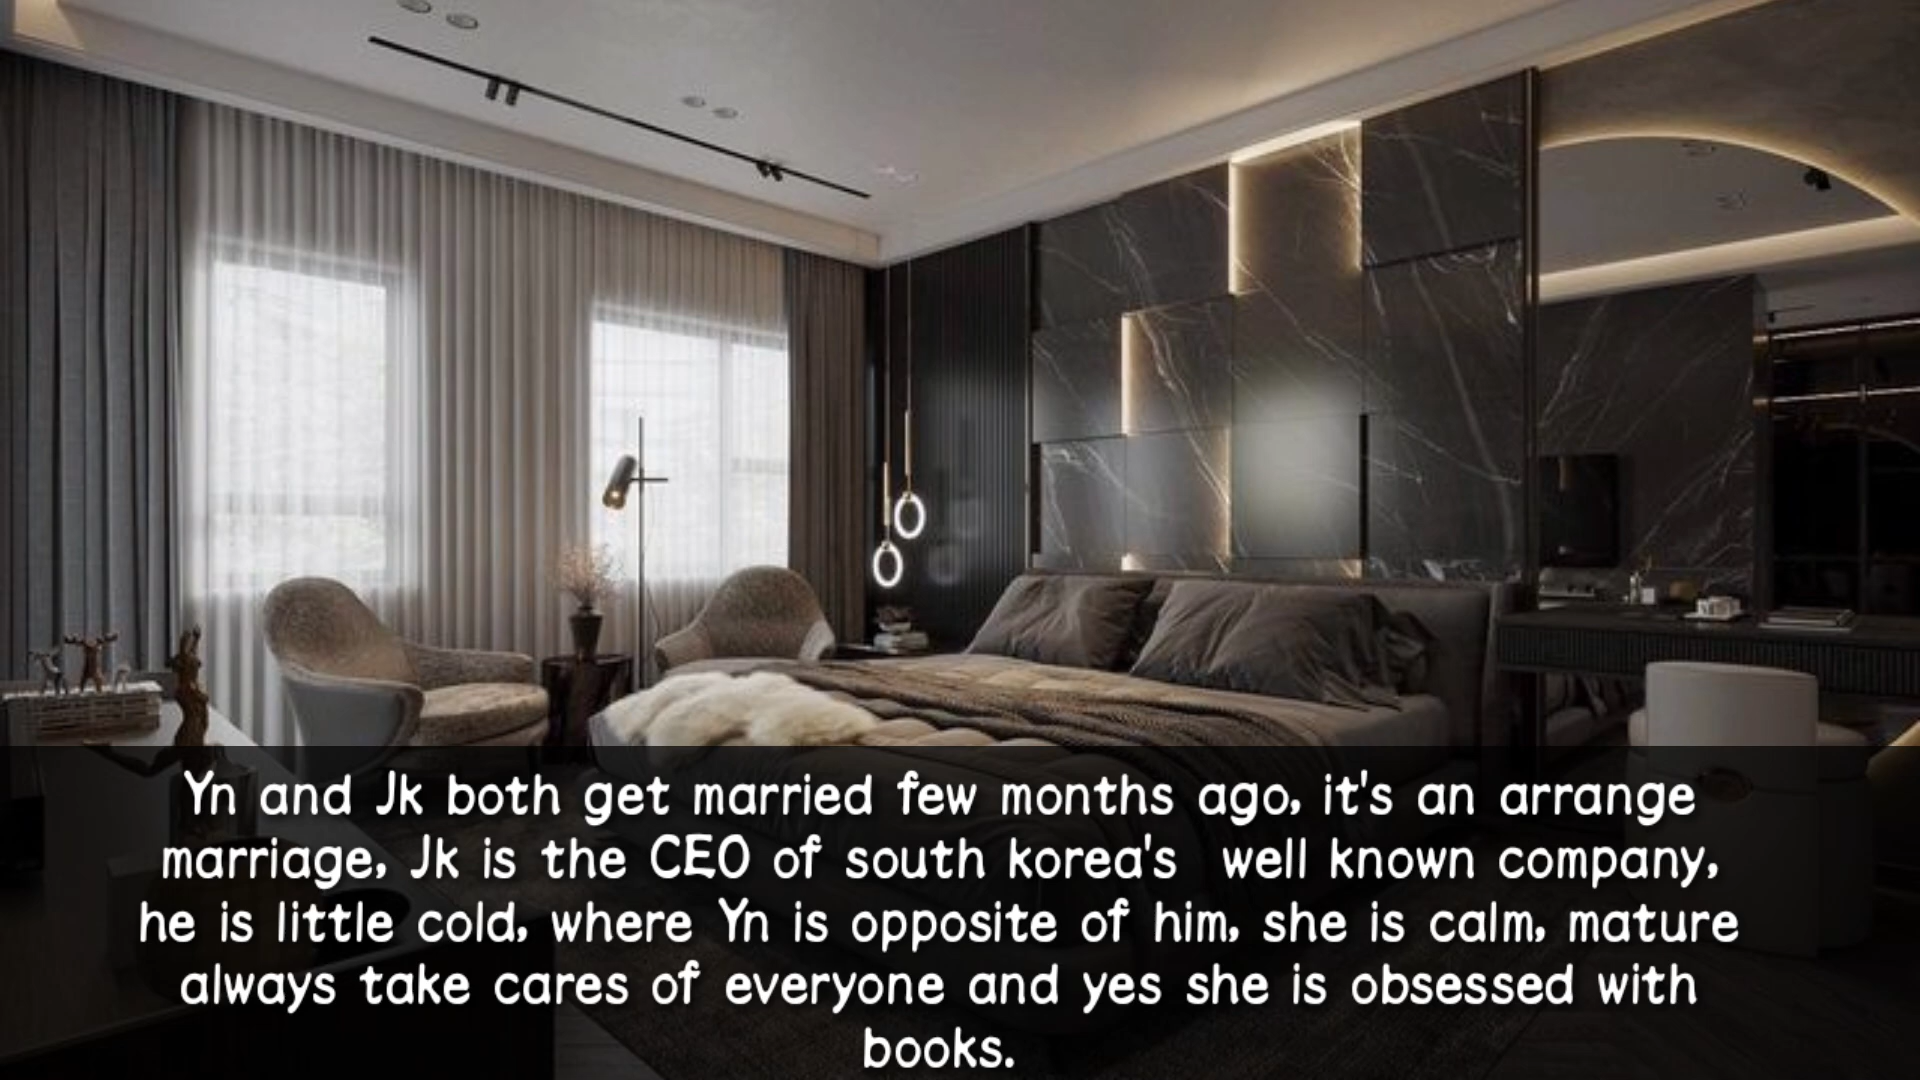 Yn and Jk both get married few months ago, it's an arrange
marriage, Jk is the CEO of south korea's  well known company,
he is little cold, where Yn is opposite of him, she is calm, mature
always take cares of everyone and yes she is obsessed with
books.